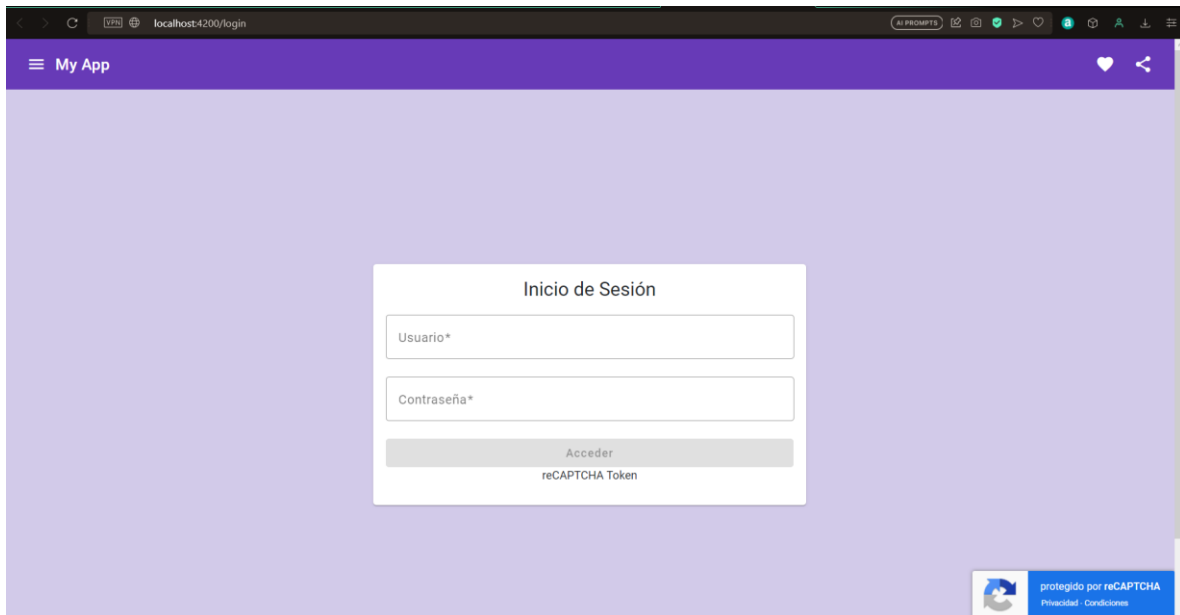 VPN localhost:4200/login AI PROMPTS a
My App
Inicio de Sesión
Usuario*
Contraseña*
Acceder
reCAPTCHA Token
protegido por reCAPTCHA
Privacidad - Condiciones